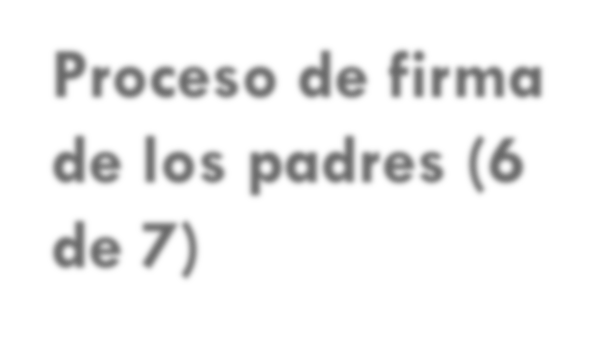 Proceso de firma
de los padres (6
de 7)